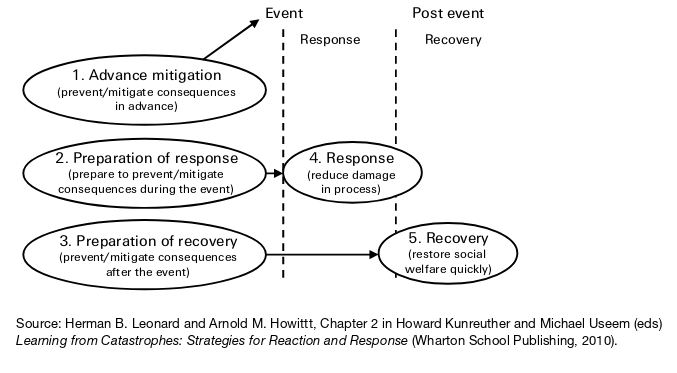 Event
Post event
Response
Recovery
1. Advance mitigation
(prevent/mitigate consequences
in advance)
2. Preparation of response
(prepare to prevent/mitigate
consequences during the event)
4. Response
(reduce damage
in process)
3. Preparation of recovery
(prevent/mitigate consequences
after the event)
5. Recovery
(restore social
welfare quickly)
Source: Herman B. Leonard and Arnold M. Howittt, Chapter 2 in Howard Kunreuther and Michael Useem (eds)
Learning from Catastrophes: Strategies for Reaction and Response (Wharton School Publishing, 2010).